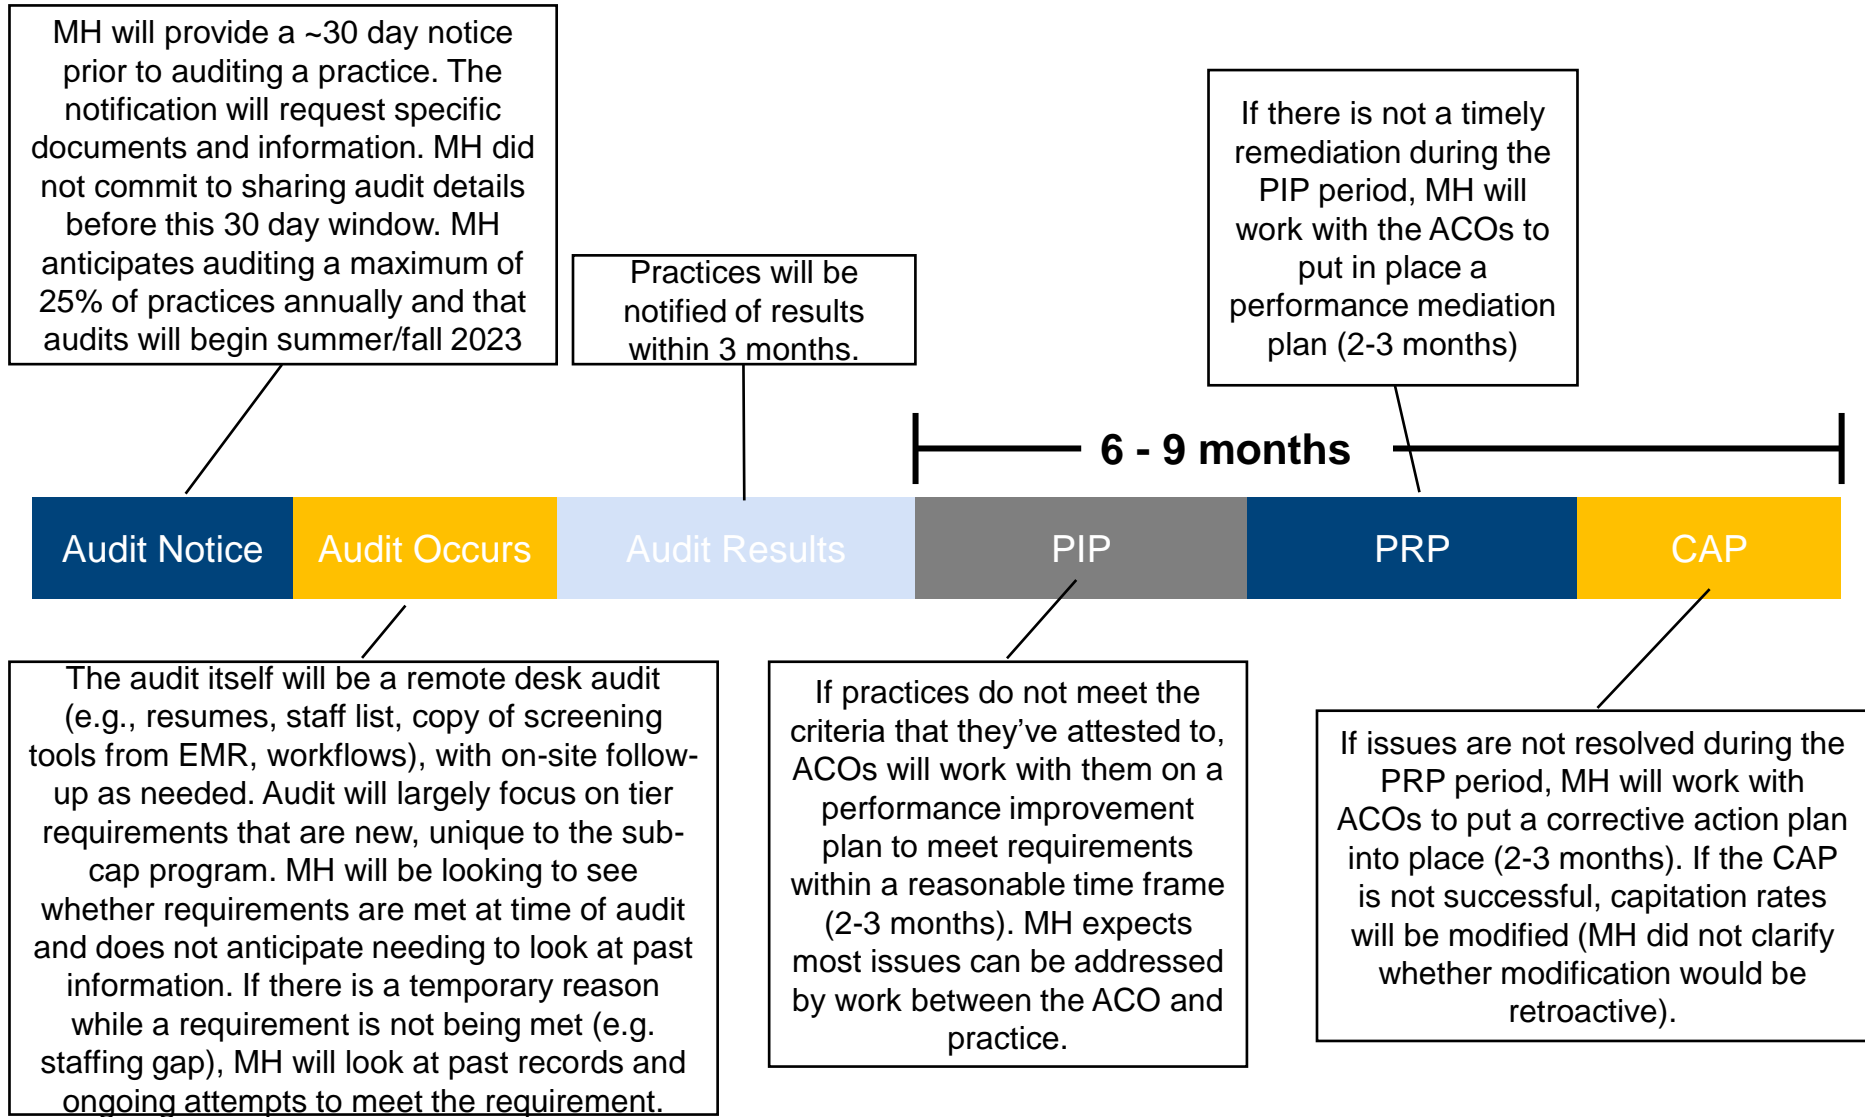 MH will provide a ~30 day notice
prior to auditing a practice. The
notification will request specific
documents and information. MH did
not commit to sharing audit details
before this 30 day window. MH
anticipates auditing a maximum of
25% of practices annually and that
audits will begin summer/fall 2023
Practices will be
notified of results
within 3 months.
If there is not a timely
remediation during the
PIP period, MH will
work with the ACOs to
put in place a
performance mediation
plan (2-3 months)
6 - 9 months
Audit Notice
Audit Occurs
Audit Results
PIP
PRP
CAP
The audit itself will be a remote desk audit
(e.g., resumes, staff list, copy of screening
tools from EMR, workflows), with on-site follow-
up as needed. Audit will largely focus on tier
requirements that are new, unique to the sub-
cap program. MH will be looking to see
whether requirements are met at time of audit
and does not anticipate needing to look at past
information. If there is a temporary reason
while a requirement is not being met (e.g.
staffing gap), MH will look at past records and
ongoing attempts to meet the requirement.
If practices do not meet the
criteria that they’ve attested to,
ACOs will work with them on a
performance improvement
plan to meet requirements
within a reasonable time frame
(2-3 months). MH expects
most issues can be addressed
by work between the ACO and
practice.
If issues are not resolved during the
PRP period, MH will work with
ACOs to put a corrective action plan
into place (2-3 months). If the CAP
is not successful, capitation rates
will be modified (MH did not clarify
whether modification would be
retroactive).